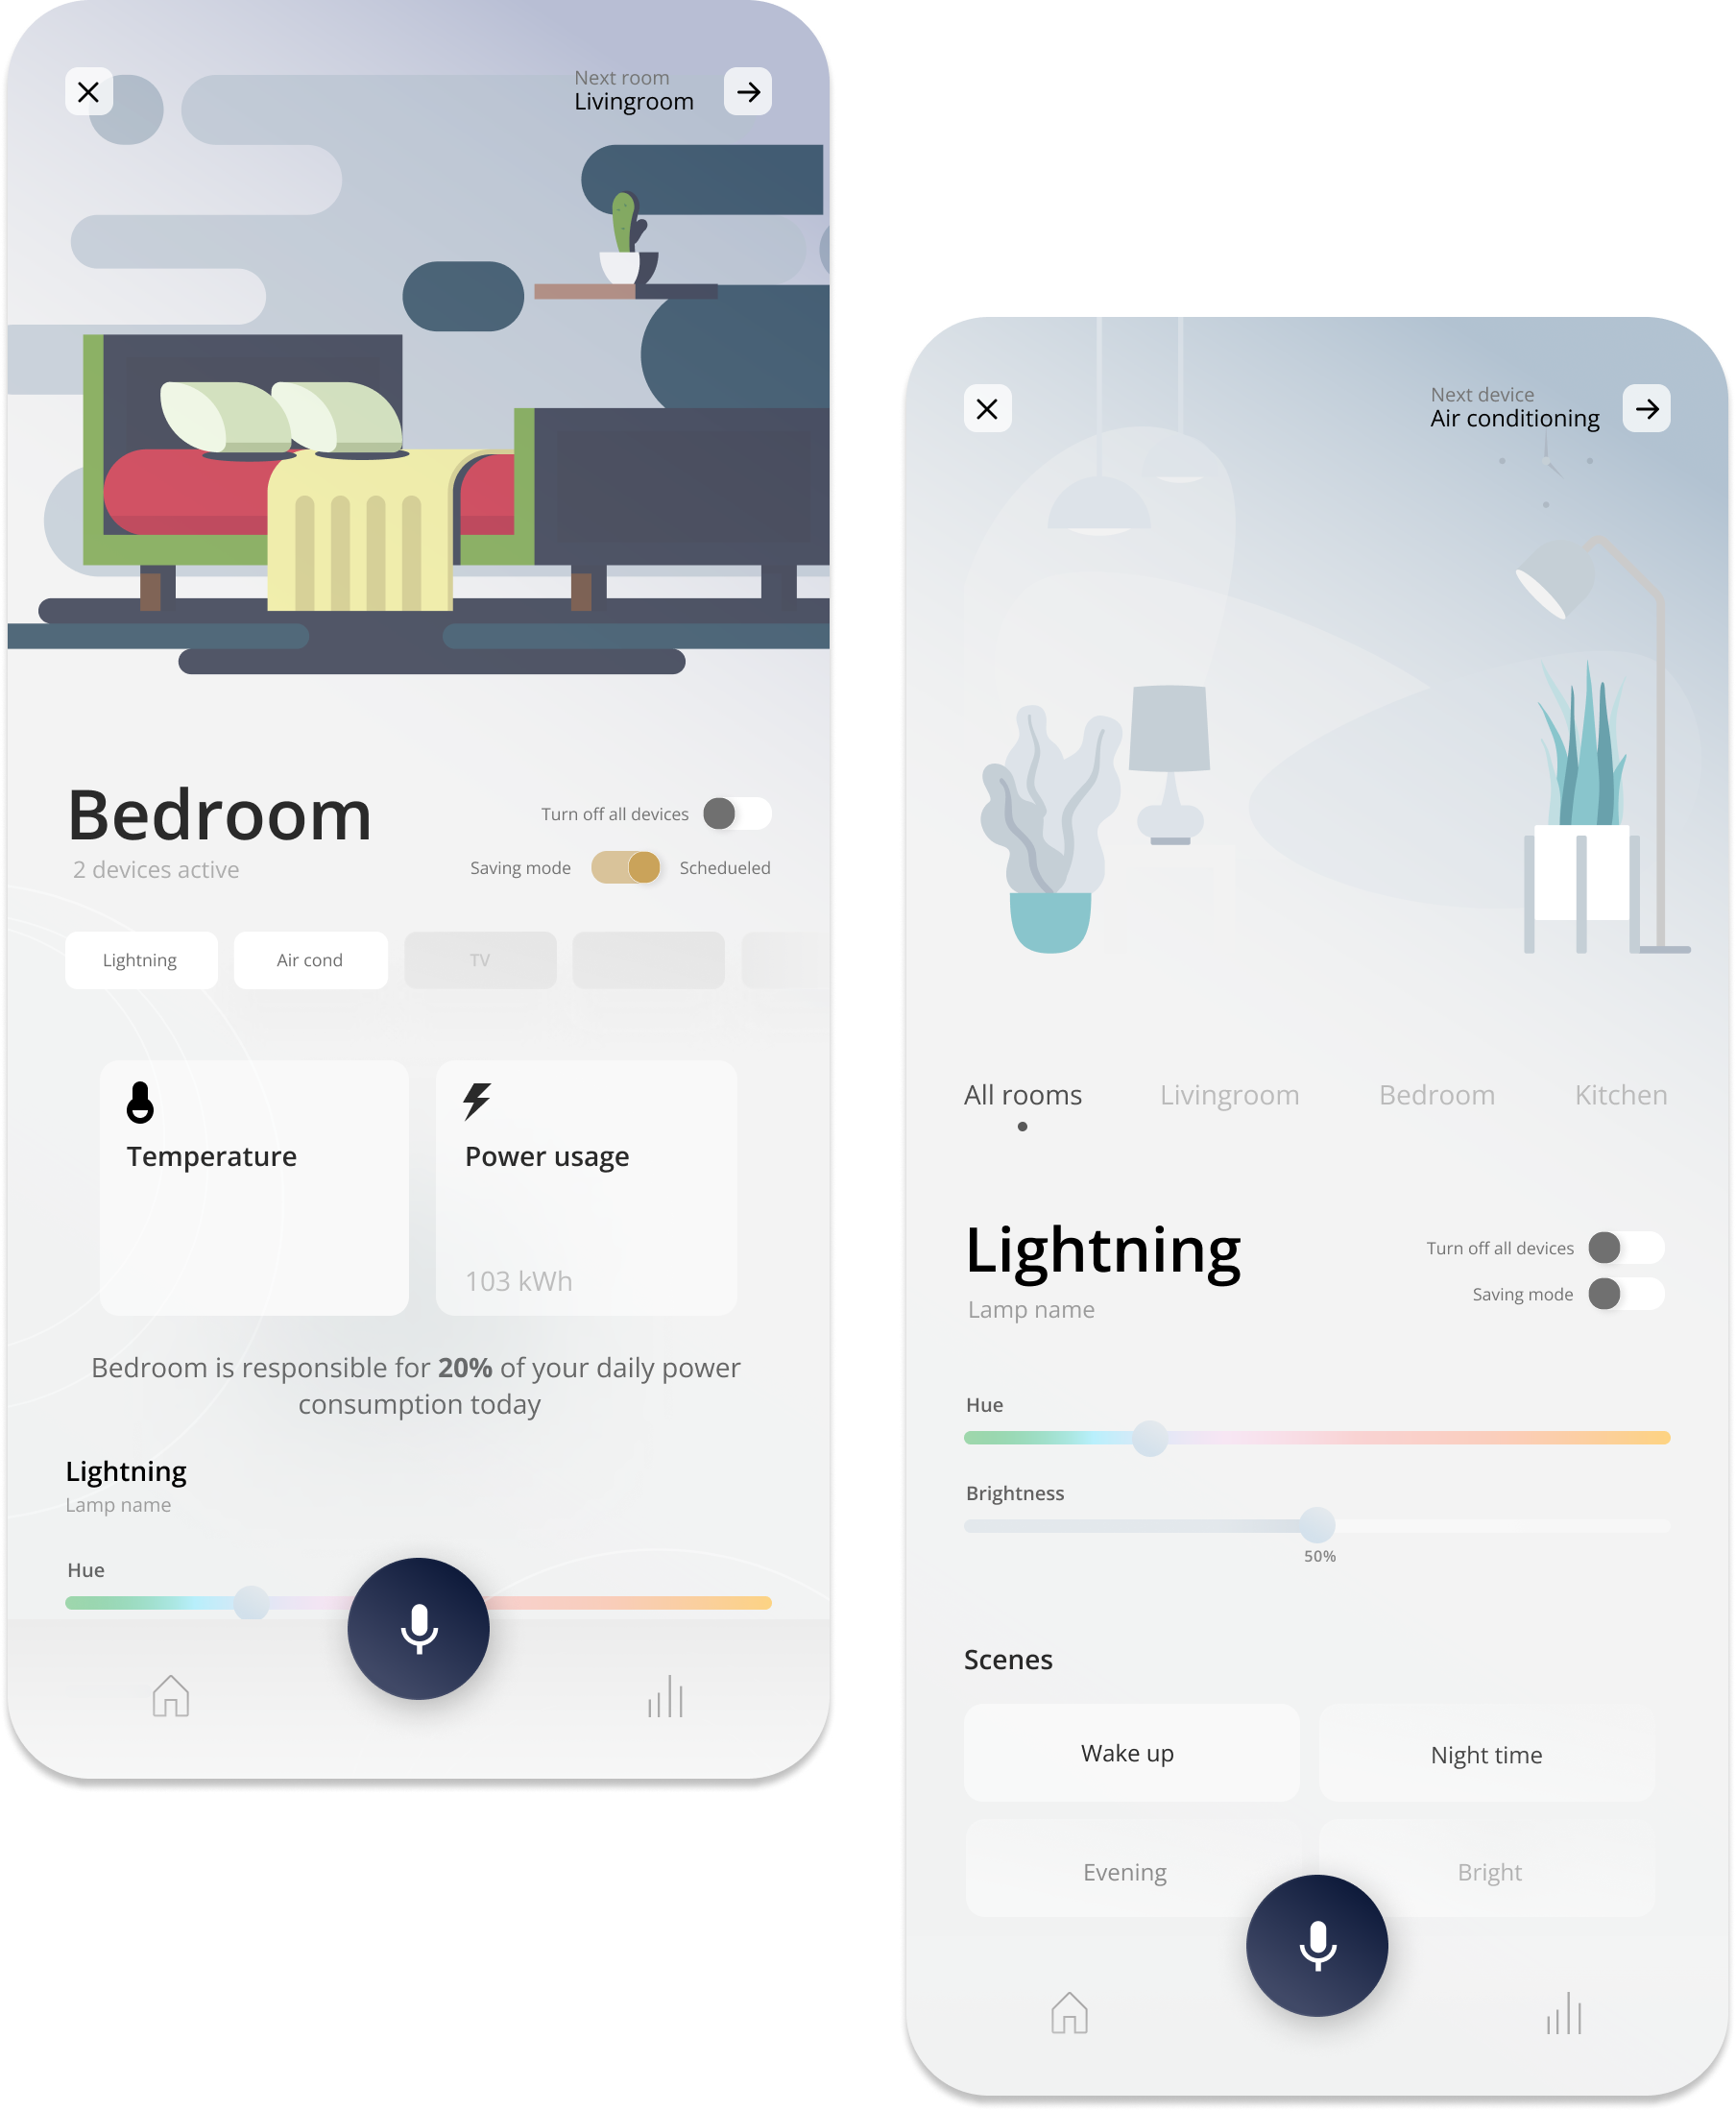 Next room
Livingroom
Bedroom
2 devices active
Turn off all devices
Saving mode
Schedueled
Lightning
Air cond
TV
Temperature
Power usage
103 kWh
Bedroom is responsible for 20% of your daily power
consumption today
Lightning
Lamp name
Hue
Next device
Air conditioning
All rooms
Livingroom
Bedroom
Kitchen
Lightning
Lamp name
Turn off all devices
Saving mode
Hue
Brightness
50%
Scenes
Wake up
Night time
Evening
Bright